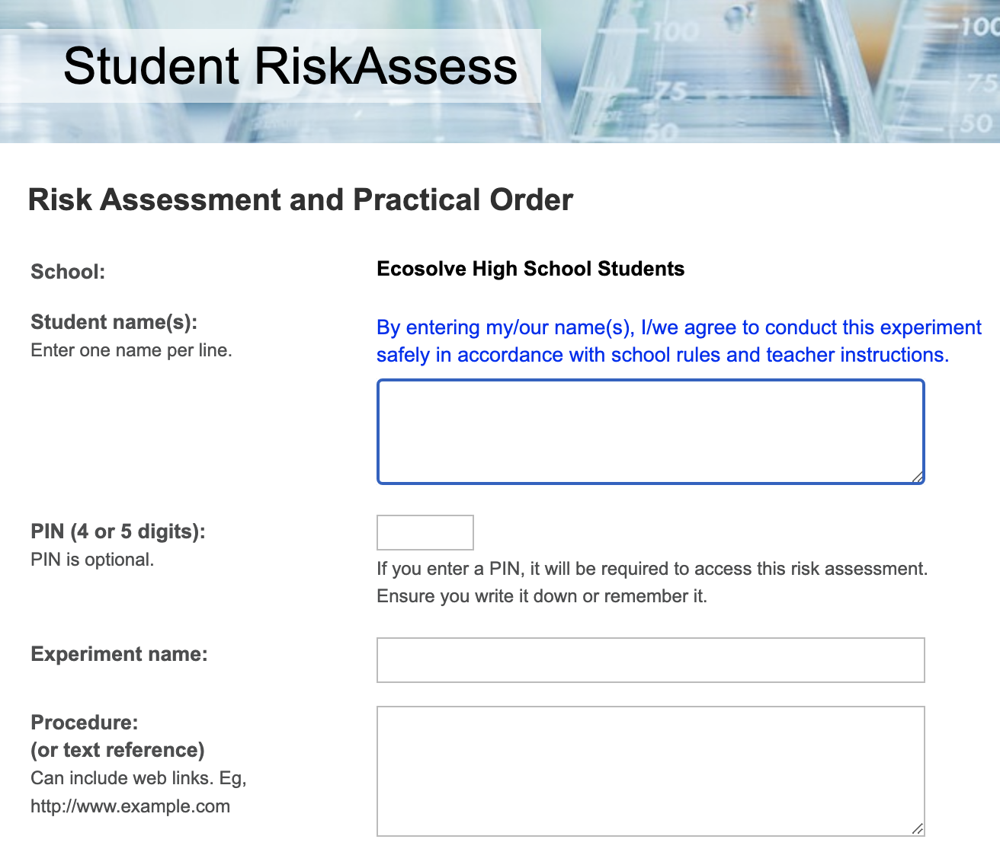 100
100
75
75
50
50
Student RiskAssess
Risk Assessment and Practical Order
School:
Ecosolve High School Students
Student name(s):
Enter one name per line.
By entering my/our name(s), I/we agree to conduct this experiment
safely in accordance with school rules and teacher instructions.
PIN (4 or 5 digits):
PIN is optional.
If you enter a PIN, it will be required to access this risk assessment.
Ensure you write it down or remember it.
Experiment name:
Procedure:
(or text reference)
Can include web links. Eg,
http://www.example.com